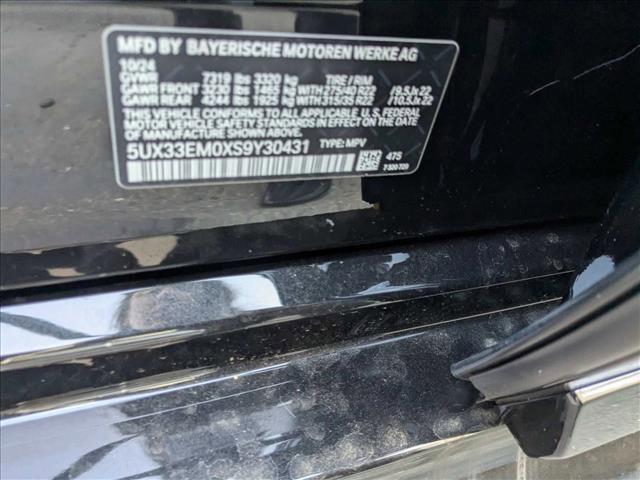 MFD BY BAYERISCHE MOTOREN WERKE AG
10/24
GVWR 7319 lbs 3320 kg TIRE / RIM
GAWR FRONT 3230 lbs 1465 kg WITH 275/40 R22 /9.5Jx22
GAWR REAR 4244 lbs 1925 kg WITH 315/35 R22 /10.5Jx22
THIS VEHICLE CONFORMS TO ALL APPLICABLE U.S. FEDERAL
MOTOR VEHICLE SAFETY
STANDARDS IN EFFECT ON THE DATE OF MANUFACTURE SHOWN ABOVE.
5UX33EM0XS9Y30431 TYPE: MPV
475
7 320 720